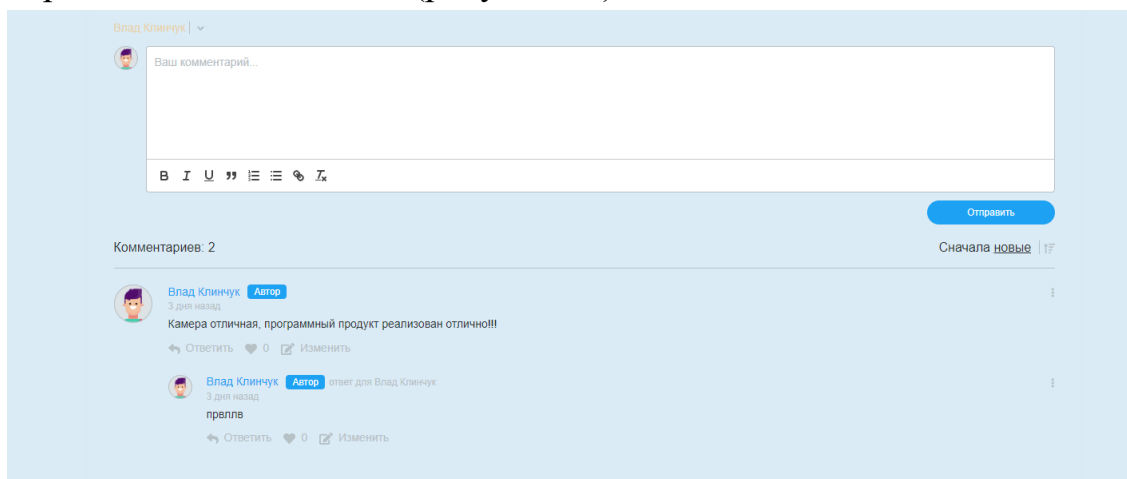 Влад Клинчук
Ваш комментарий...
B I U
Отправить
Комментариев: 2
Сначала новые
Влад Клинчук Автор
3 дня назад
Камера отличная, программный продукт реализован отлично!!!
Ответить 0 Изменить
Влад Клинчук Автор ответ для Влад Клинчук
3 дня назад
првллв
Ответить 0 Изменить